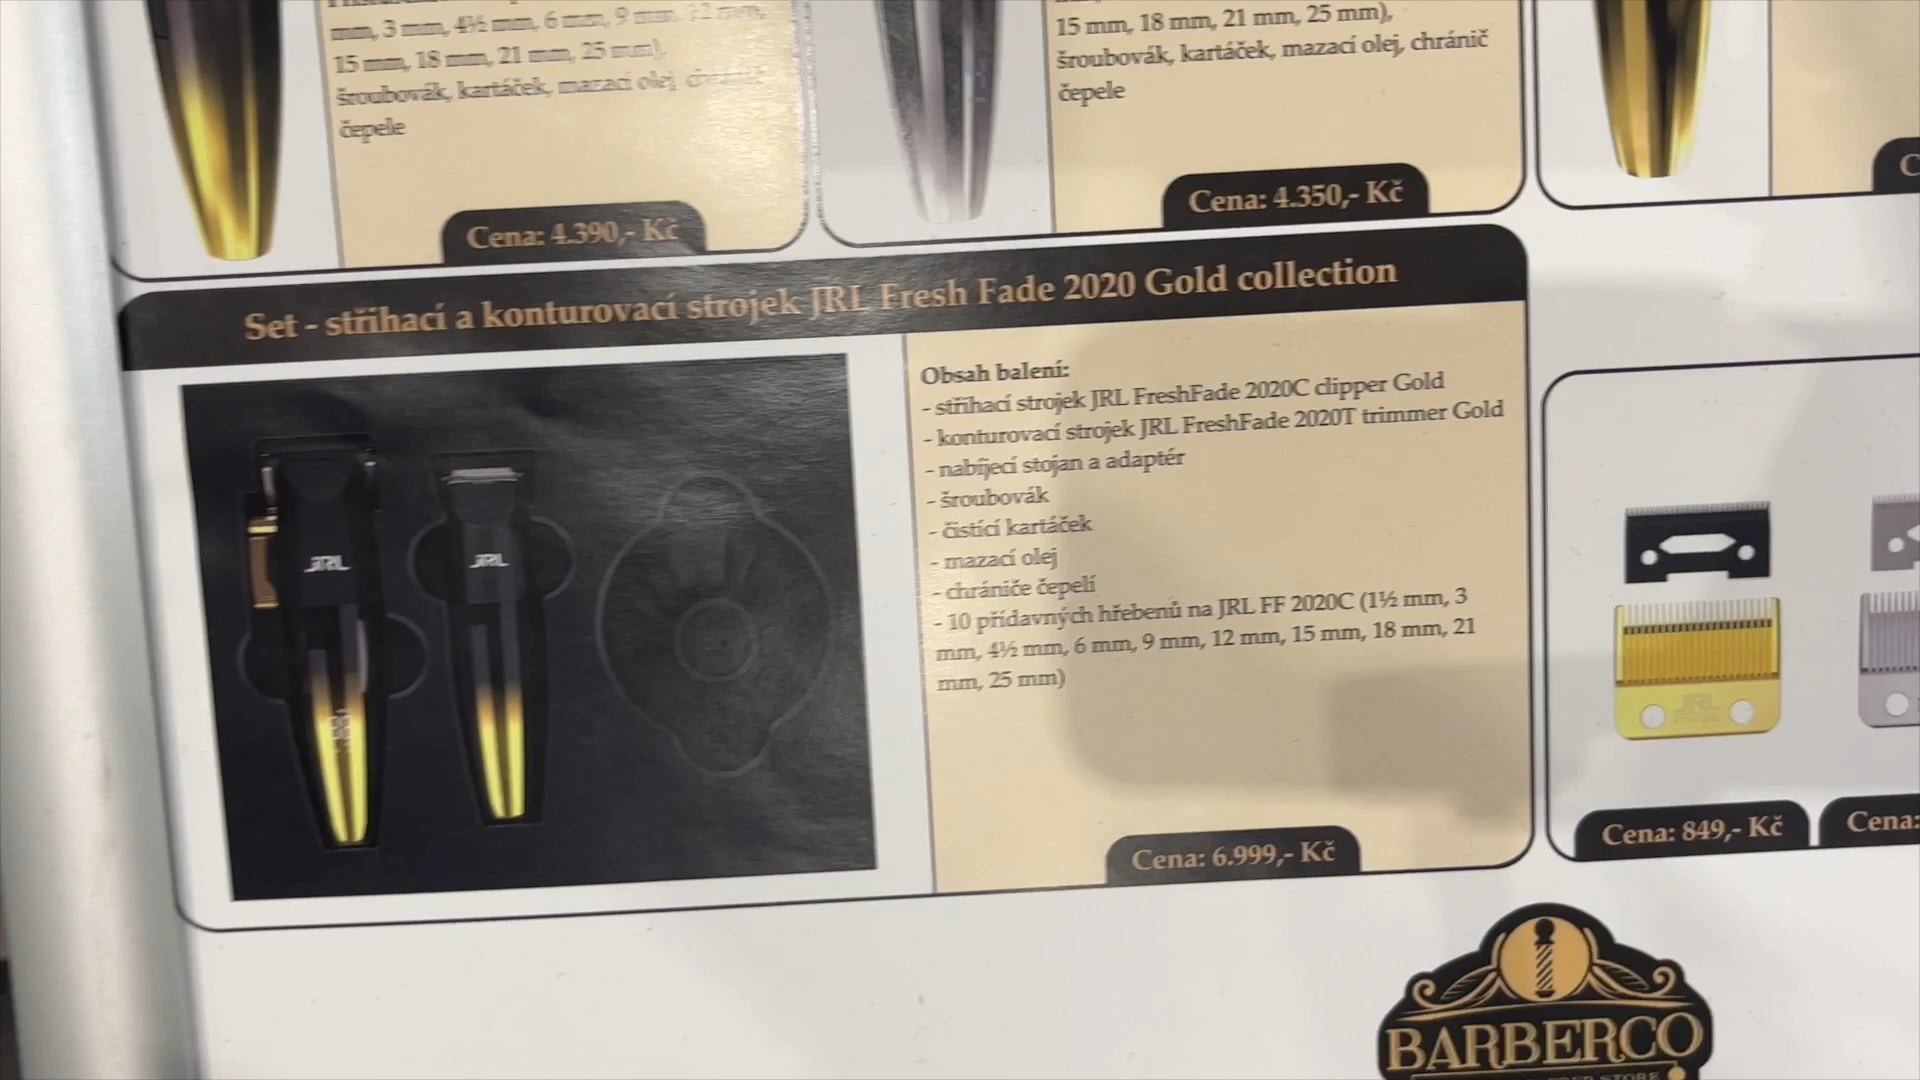 mm, 3 mm, 4½ mm, 6 mm, 9 mm, 12 mm,
15 mm, 18 mm, 21 mm, 25 mm),
šroubovák, kartáček, mazací olej, chránič
čepele
Cena: 4.390,- Kč
15 mm, 18 mm, 21 mm, 25 mm),
šroubovák, kartáček, mazací olej, chránič
čepele
Cena: 4.350,- Kč
Set - střihací a konturovací strojek JRL Fresh Fade 2020 Gold collection
JRL
JRL
Obsah balení:
- střihací strojek JRL FreshFade 2020C clipper Gold
- konturovací strojek JRL FreshFade 2020T trimmer Gold
- nabíjecí stojan a adaptér
- šroubovák
- čistící kartáček
- mazací olej
- chrániče čepelí
- 10 přídavných hřebenů na JRL FF 2020C (1½ mm, 3
mm, 4½ mm, 6 mm, 9 mm, 12 mm, 15 mm, 18 mm, 21
mm, 25 mm)
Cena: 6.999,- Kč
JRL
Cena: 849,- Kč
Cena:
BARBERCO